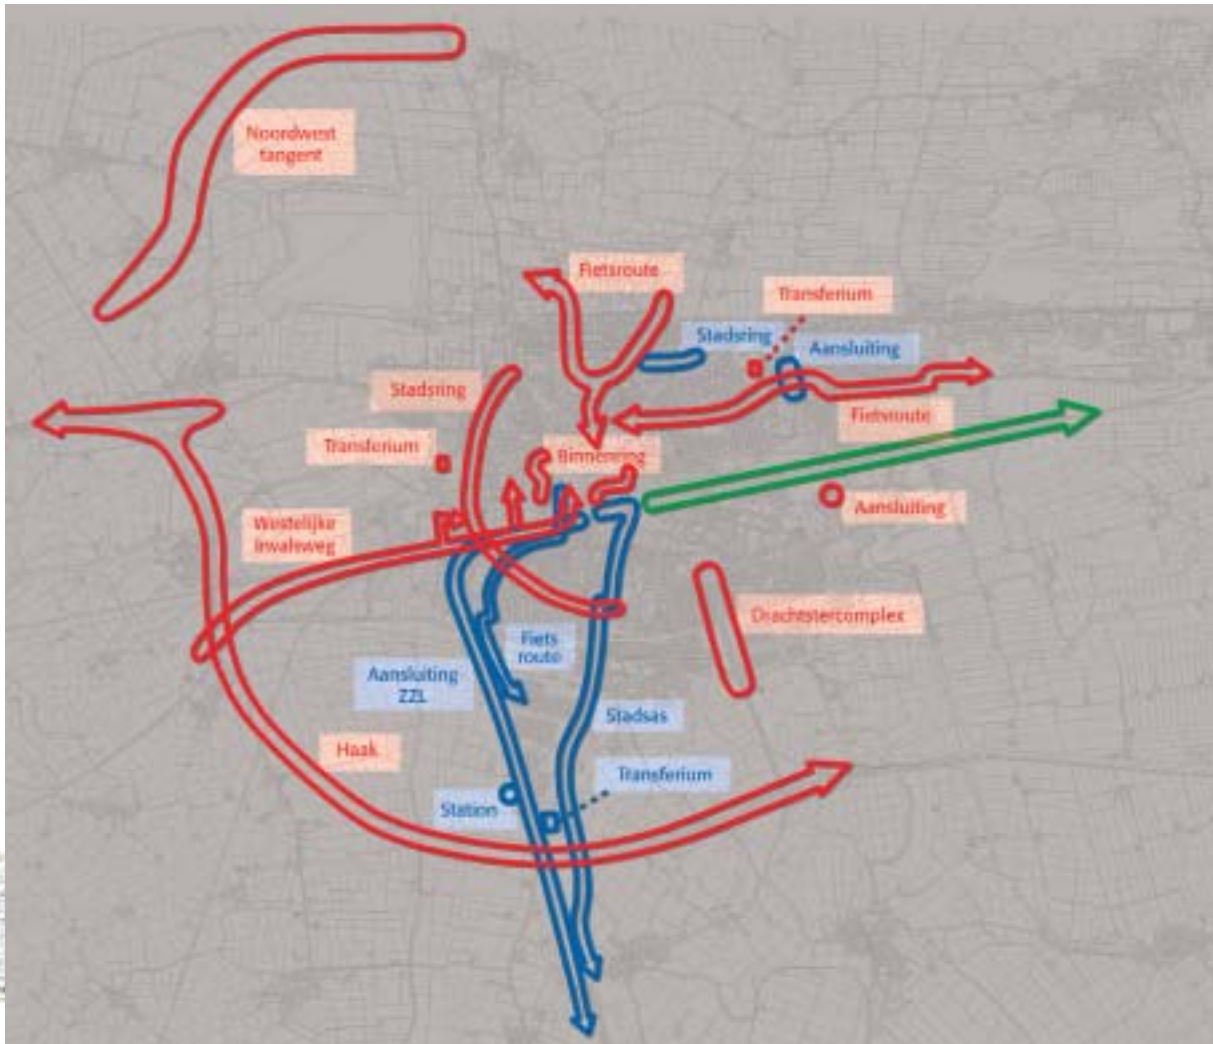 Noordwest
tangent
Fietsroute
Transferium
Stadsring
Aansluiting
Stadsring
Fietsroute
Transferium
Binnenring
Aansluiting
Westelijke
Invalsweg
Drachtstercomplex
Fiets
route
Aansluiting
ZZL
Stadsas
Haak
Transferium
Station